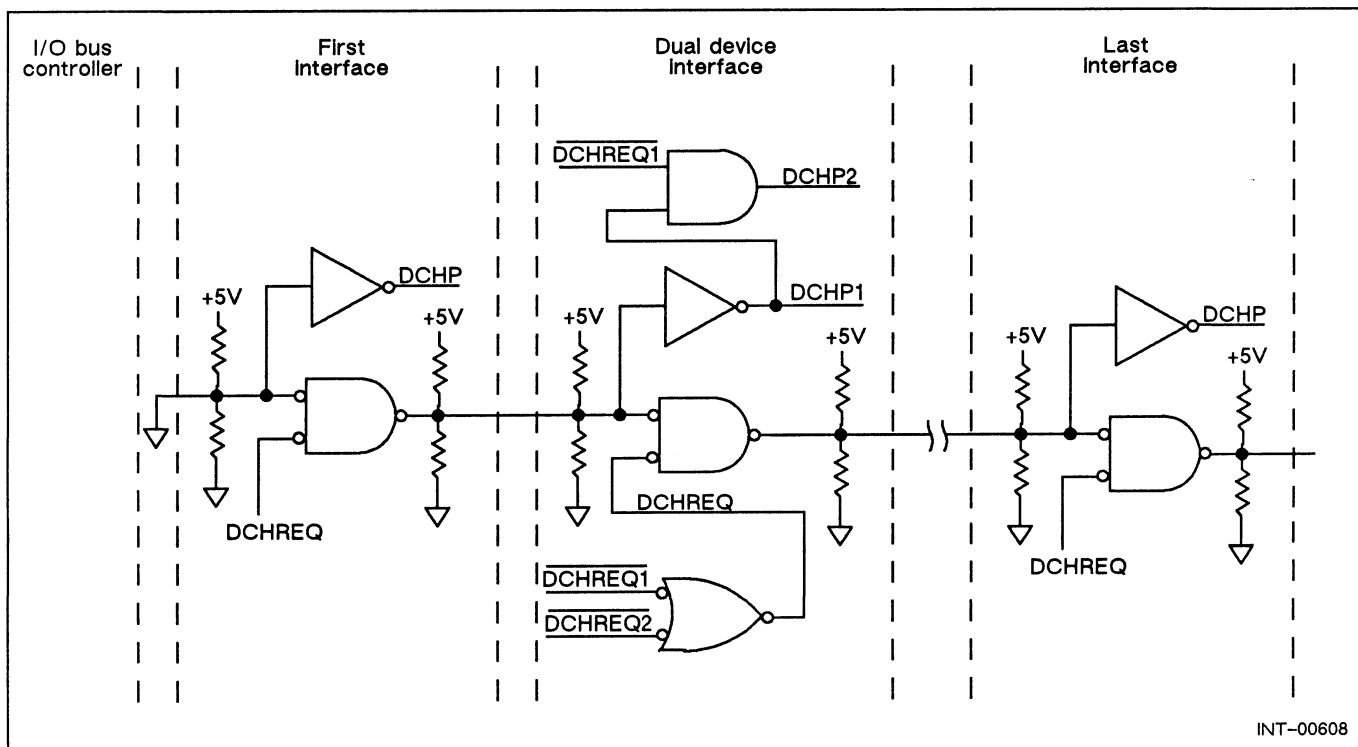 I/O bus
controller
First
interface
Dual device
interface
Last
interface
DCHREQ1
DCHP2
DCHP
DCHP1
DCHP
+5V
+5V
+5V
+5V
+5V
+5V
DCHREQ
DCHREQ
DCHREQ
DCHREQ1
DCHREQ2
INT-00608